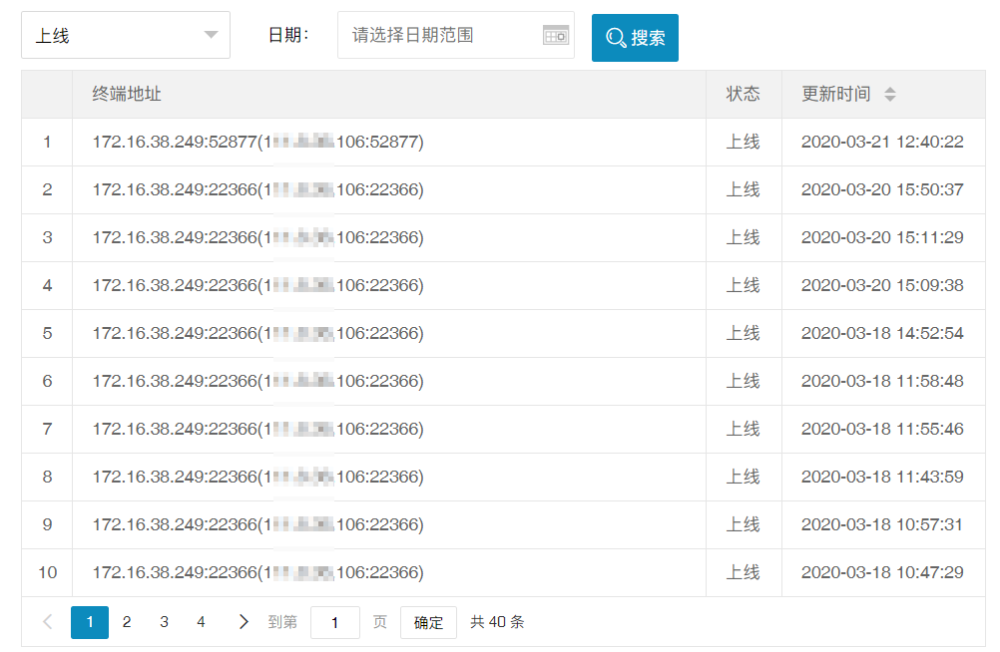 上线 日期： 请选择日期范围 搜索
终端地址 状态 更新时间
1 172.16.38.249:52877(1 106:52877) 上线 2020-03-21 12:40:22
2 172.16.38.249:22366(1 106:22366) 上线 2020-03-20 15:50:37
3 172.16.38.249:22366(1 106:22366) 上线 2020-03-20 15:11:29
4 172.16.38.249:22366(1 106:22366) 上线 2020-03-20 15:09:38
5 172.16.38.249:22366(1 106:22366) 上线 2020-03-18 14:52:54
6 172.16.38.249:22366(1 106:22366) 上线 2020-03-18 11:58:48
7 172.16.38.249:22366(1 106:22366) 上线 2020-03-18 11:55:46
8 172.16.38.249:22366(1 106:22366) 上线 2020-03-18 11:43:59
9 172.16.38.249:22366(1 106:22366) 上线 2020-03-18 10:57:31
10 172.16.38.249:22366(1 106:22366) 上线 2020-03-18 10:47:29
1 2 3 4 到第 1 页 确定 共 40 条